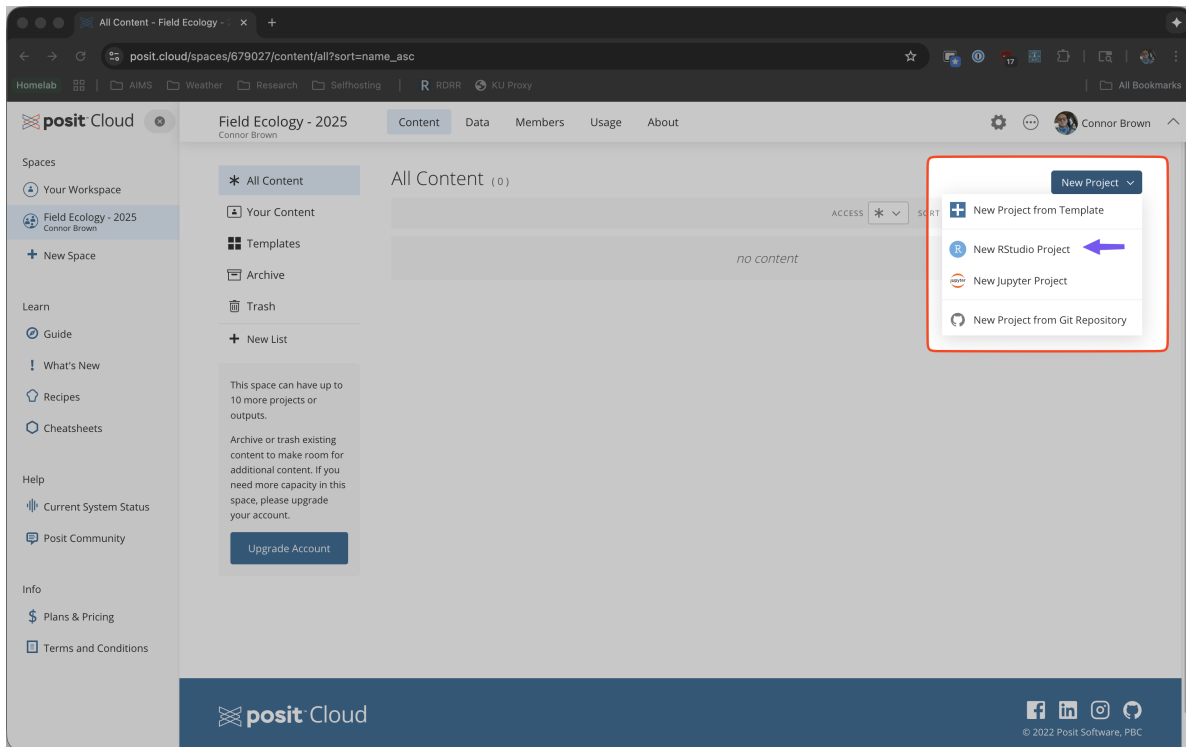 All Content - Field Ecology - 2
posit.cloud/spaces/679027/content/all?sort=name_asc
17
Homelab
AIMS
Weather
Research
Selfhosting
R RDRR
KU Proxy
All Bookmarks
posit Cloud
Field Ecology - 2025
Connor Brown
Content
Data
Members
Usage
About
Connor Brown
Spaces
Your Workspace
Field Ecology - 2025
Connor Brown
New Space
Learn
Guide
What's New
Recipes
Cheatsheets
Help
Current System Status
Posit Community
Info
Plans & Pricing
Terms and Conditions
All Content
Your Content
Templates
Archive
Trash
New List
This space can have up to
10 more projects or
outputs.
Archive or trash existing
content to make room for
additional content. If you
need more capacity in this
space, please upgrade
your account.
Upgrade Account
All Content (0)
ACCESS
SORT
no content
New Project
New Project from Template
R New RStudio Project
jupyter New Jupyter Project
New Project from Git Repository
posit Cloud
© 2022 Posit Software, PBC